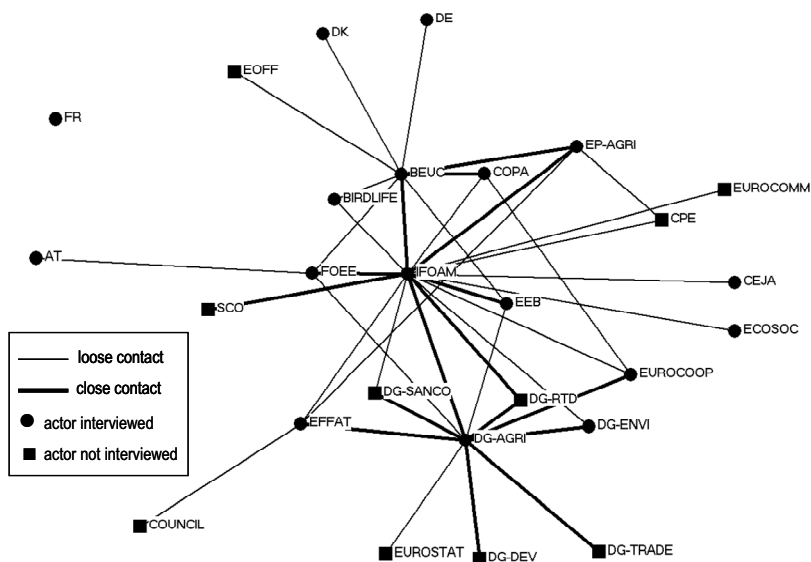 DE
DK
EOFF
FR
EP-AGRI
BEUC
COPA
EUROCOMM
BIRDLIFE
CPE
AT
FOEE
IFOAM
CEJA
SCO
EEB
ECOSOC
loose contact
close contact
actor interviewed
actor not interviewed
EUROCOOP
DG-SANCO
DG-RTD
EFFAT
DG-ENVI
DG-AGRI
COUNCIL
EUROSTAT
DG-DEV
DG-TRADE